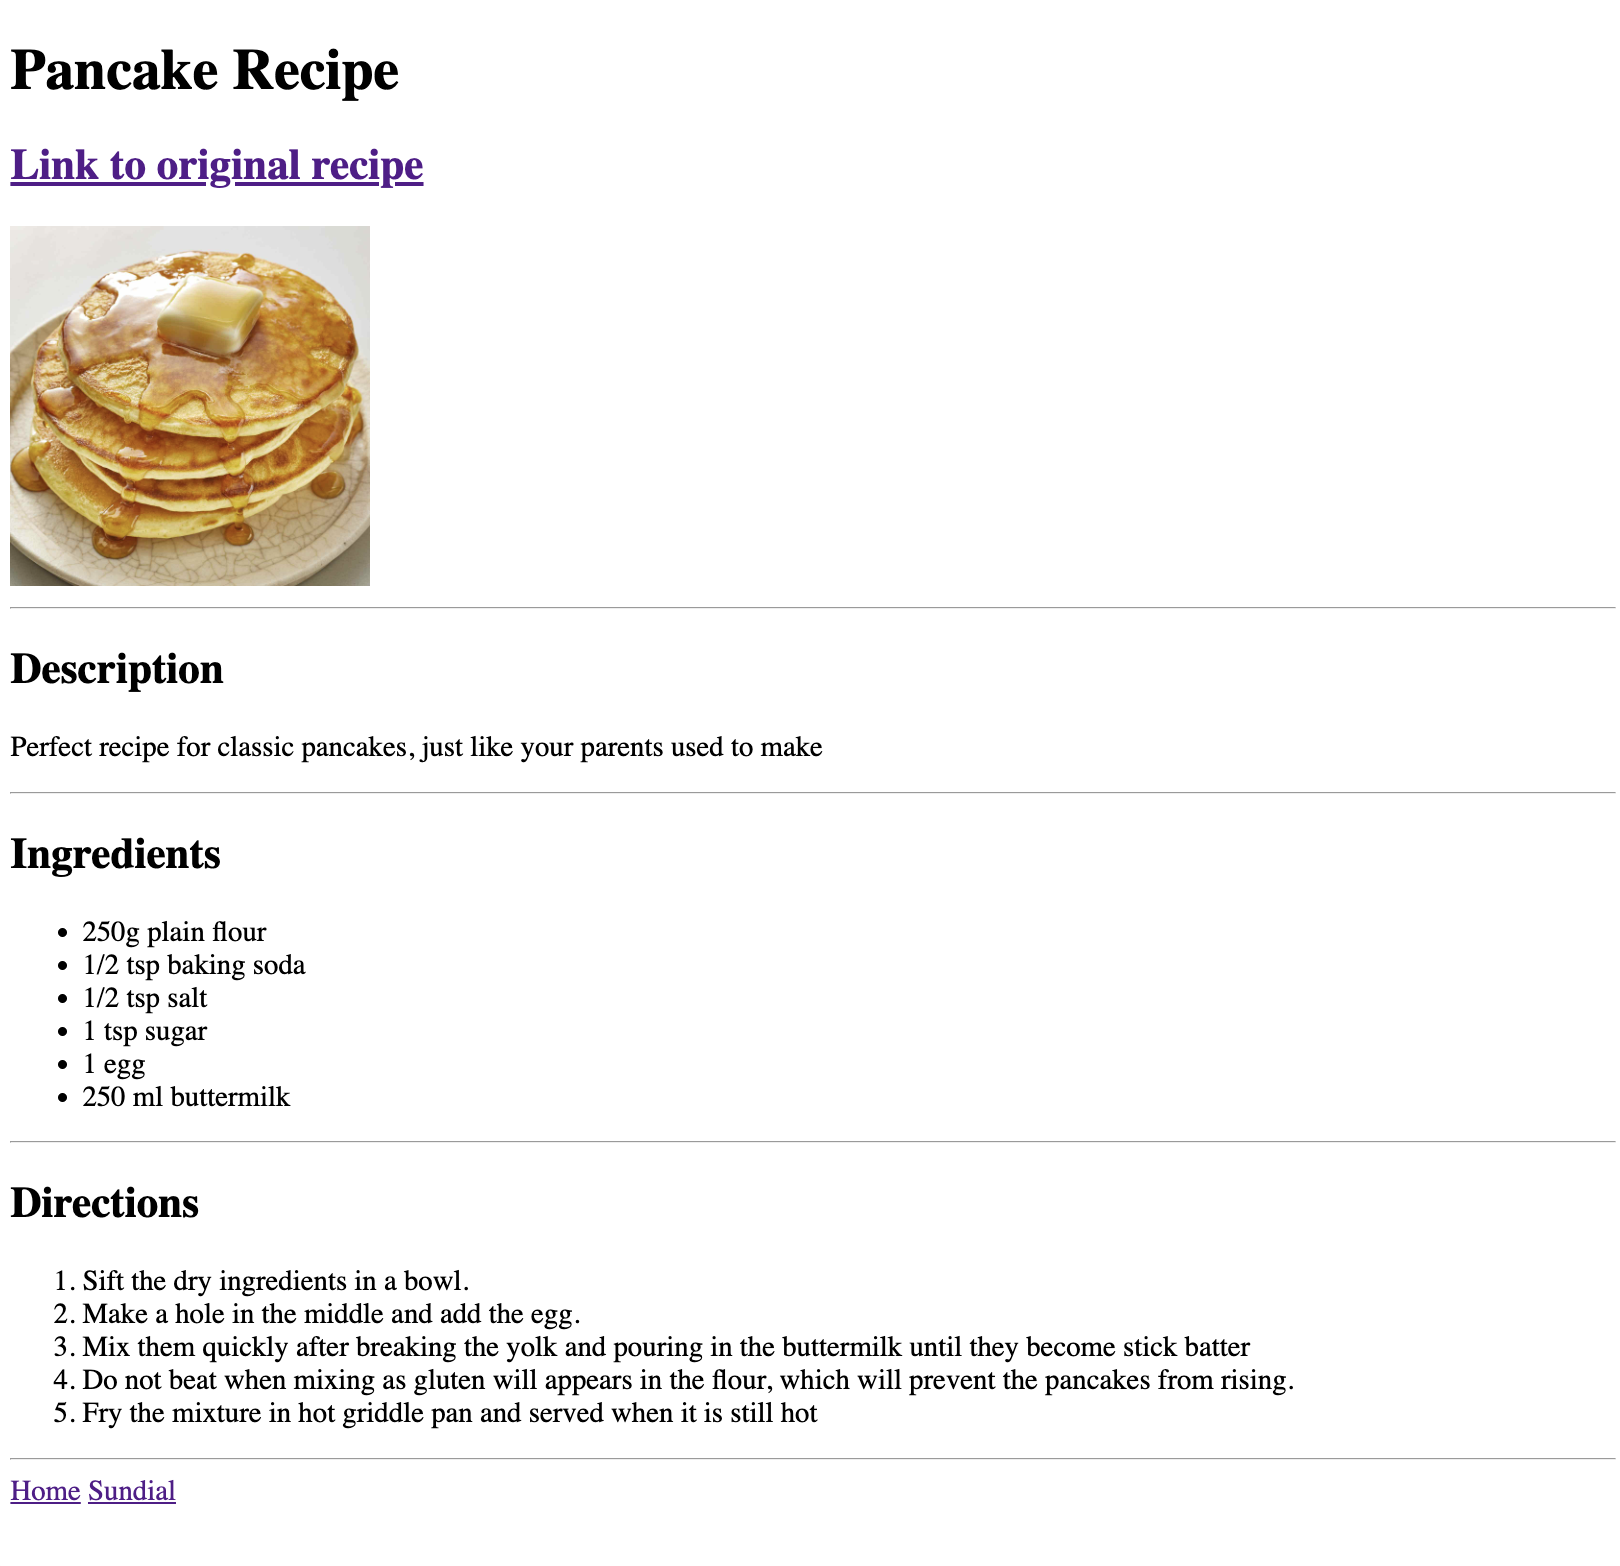 Pancake Recipe
Link to original recipe
Description
Perfect recipe for classic pancakes, just like your parents used to make
Ingredients
• 250g plain flour
• 1/2 tsp baking soda
• 1/2 tsp salt
• 1 tsp sugar
• 1 egg
• 250 ml buttermilk
Directions
1. Sift the dry ingredients in a bowl.
2. Make a hole in the middle and add the egg.
3. Mix them quickly after breaking the yolk and pouring in the buttermilk until they become stick batter
4. Do not beat when mixing as gluten will appears in the flour, which will prevent the pancakes from rising.
5. Fry the mixture in hot griddle pan and served when it is still hot
Home Sundial